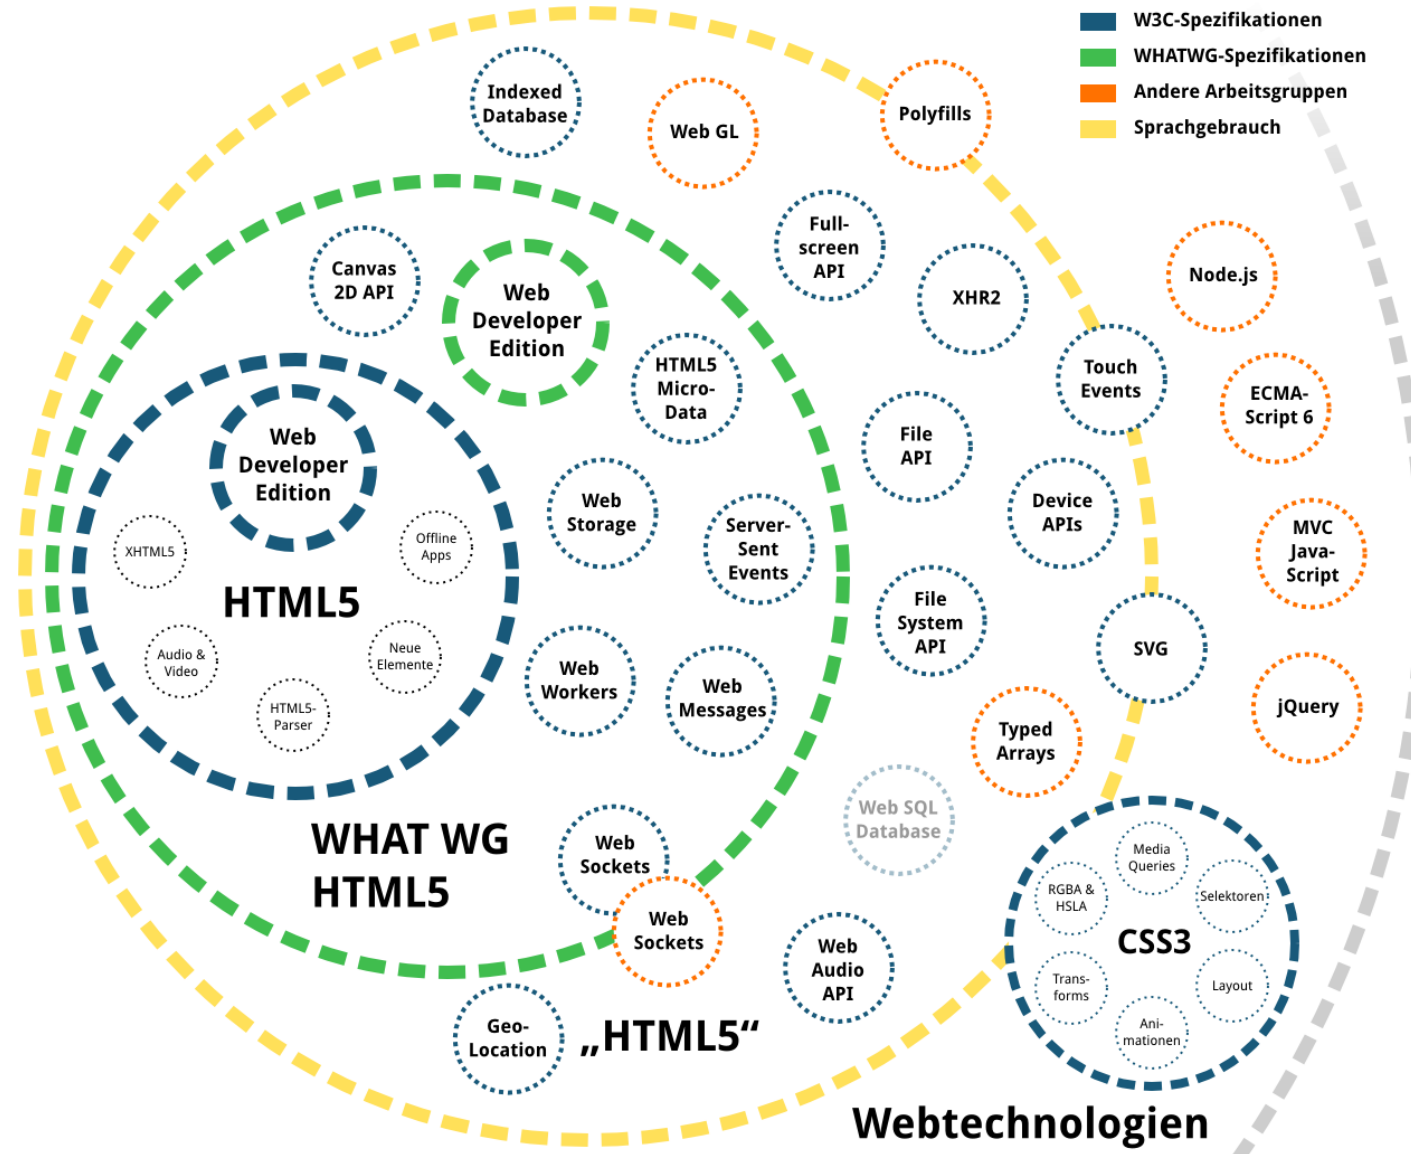 W3C-Spezifikationen
WHATWG-Spezifikationen
Andere Arbeitsgruppen
Sprachgebrauch
Indexed
Database
Web GL
Polyfills
Full-
screen
API
XHR2
Node.js
Canvas
2D API
Web
Developer
Edition
HTML5
Micro-
Data
Touch
Events
ECMA-
Script 6
Web
Developer
Edition
File
API
Web
Storage
Server-
Sent
Events
Device
APIs
MVC
Java-
Script
XHTML5
Offline
Apps
HTML5
Audio &
Video
Neue
Elemente
HTML5-
Parser
Web
Workers
Web
Messages
File
System
API
SVG
jQuery
Typed
Arrays
Web SQL
Database
WHAT WG
HTML5
Web
Sockets
Web
Sockets
Web
Audio
API
Geo-
Location
„HTML5“
Media
Queries
RGBA &
HSLA
Selektoren
CSS3
Trans-
forms
Layout
Ani-
mationen
Webtechnologien